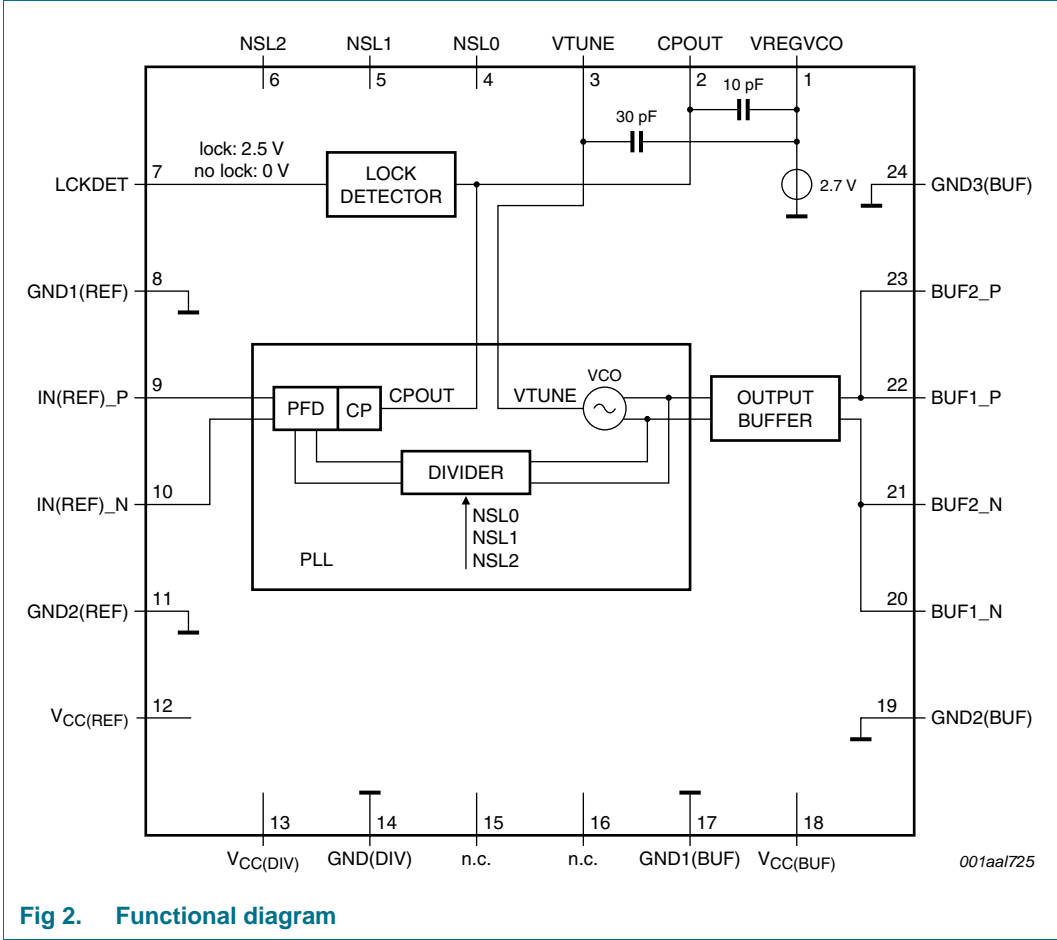 NSL2 NSL1 NSL0 VTUNE CPOUT VREGVCO
6 5 4 3 2 1
10 pF
30 pF
lock: 2.5 V
no lock: 0 V
LCKDET 7
LOCK
DETECTOR
2.7 V
24 GND3(BUF)
GND1(REF) 8
23 BUF2_P
IN(REF)_P 9
PFD CP CPOUT
VTUNE VCO
OUTPUT
BUFFER
22 BUF1_P
DIVIDER
IN(REF)_N 10
NSL0
NSL1
NSL2
PLL
21 BUF2_N
GND2(REF) 11
20 BUF1_N
VCC(REF) 12
19 GND2(BUF)
13 14 15 16 17 18
VCC(DIV) GND(DIV) n.c. n.c. GND1(BUF) VCC(BUF)
001aal725
Fig 2. Functional diagram